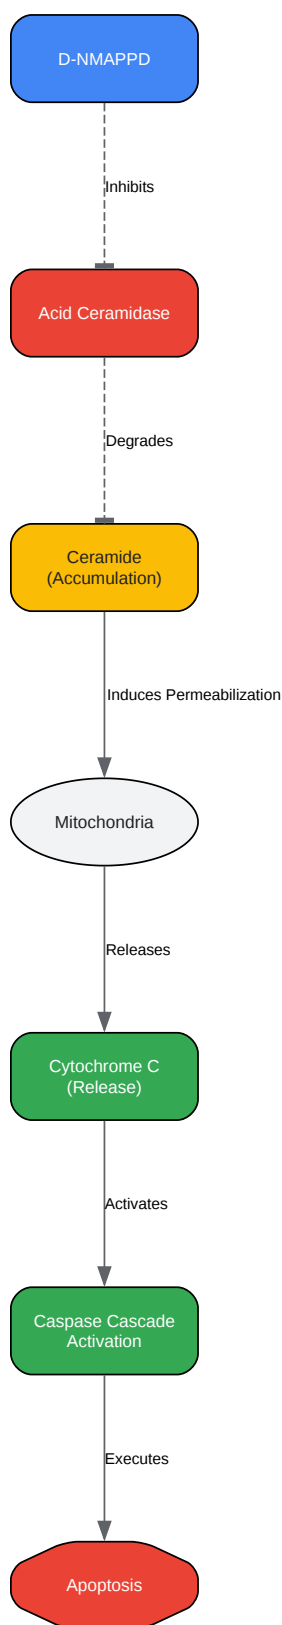 D-NMAPPD
Inhibits
Acid Ceramidase
Degrades
Ceramide
(Accumulation)
Induces Permeabilization
Mitochondria
Releases
Cytochrome C
(Release)
Activates
Caspase Cascade
Activation
Executes
Apoptosis